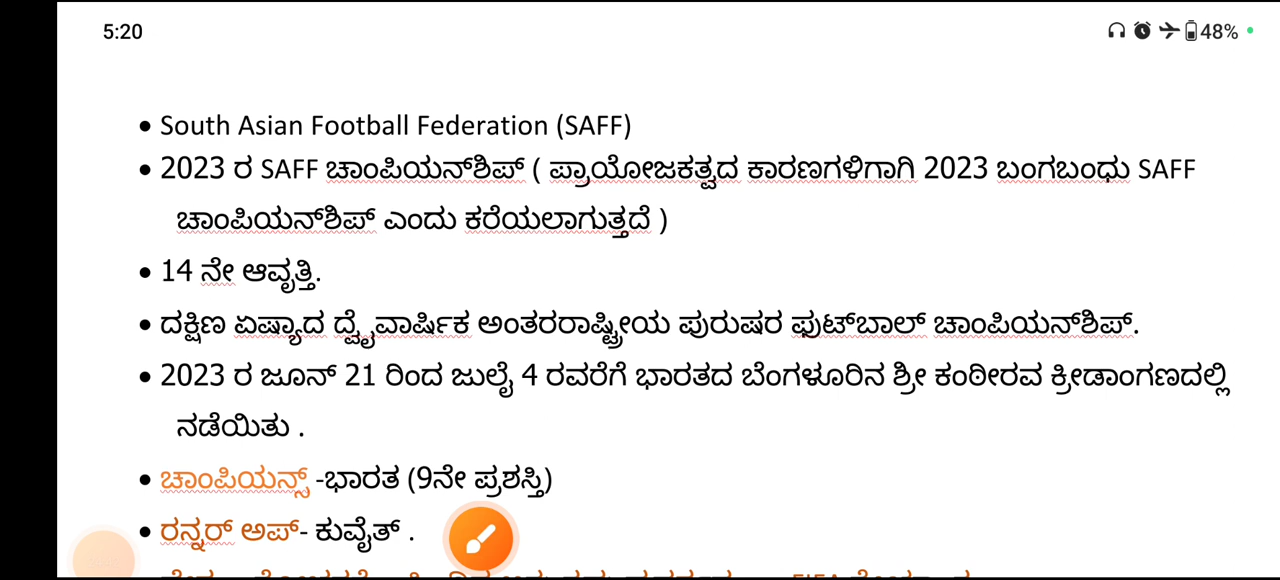 5:20
48%
• South Asian Football Federation (SAFF)
• 2023 ರ SAFF ಚಾಂಪಿಯನ್‌ಶಿಪ್ ( ಪ್ರಾಯೋಜಕತ್ವದ ಕಾರಣಗಳಿಗಾಗಿ 2023 ಬಂಗಬಂಧು SAFF
ಚಾಂಪಿಯನ್‌ಶಿಪ್ ಎಂದು ಕರೆಯಲಾಗುತ್ತದೆ )
• 14 ನೇ ಆವೃತ್ತಿ.
• ದಕ್ಷಿಣ ಏಷ್ಯಾದ ದ್ವೈವಾರ್ಷಿಕ ಅಂತರರಾಷ್ಟ್ರೀಯ ಪುರುಷರ ಫುಟ್‌ಬಾಲ್ ಚಾಂಪಿಯನ್‌ಶಿಪ್.
• 2023 ರ ಜೂನ್ 21 ರಿಂದ ಜುಲೈ 4 ರವರೆಗೆ ಭಾರತದ ಬೆಂಗಳೂರಿನ ಶ್ರೀ ಕಂಠೀರವ ಕ್ರೀಡಾಂಗಣದಲ್ಲಿ
ನಡೆಯಿತು .
• ಚಾಂಪಿಯನ್ಸ್ -ಭಾರತ (9ನೇ ಪ್ರಶಸ್ತಿ)
• ರನ್ನರ್ ಅಪ್- ಕುವೈತ್ .